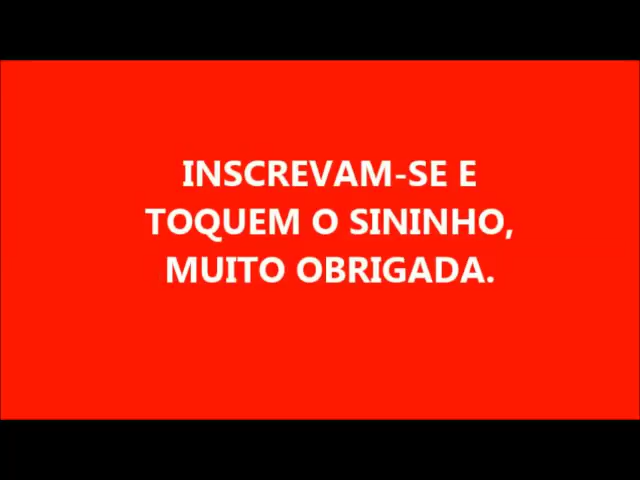 INSCREVAM-SE E
TOQUEM O SININHO,
MUITO OBRIGADA.